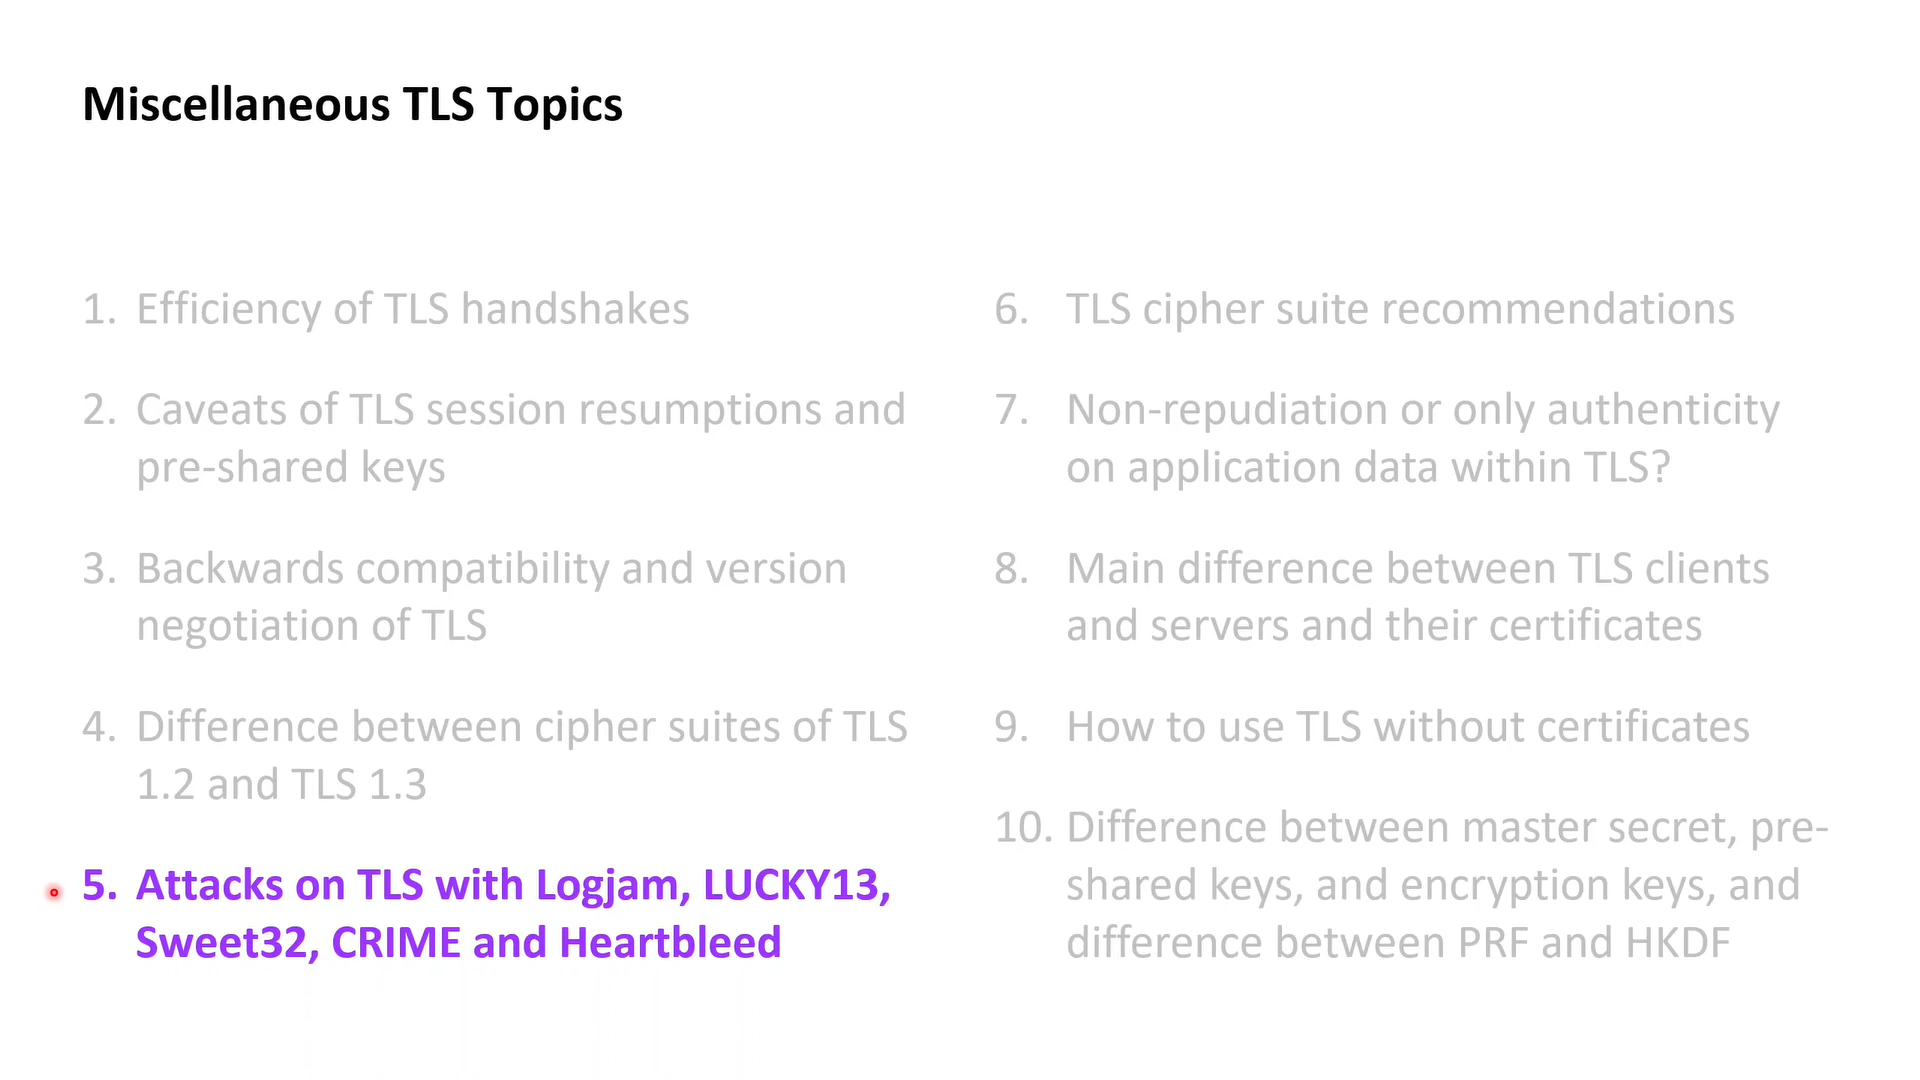 Miscellaneous TLS Topics
1. Efficiency of TLS handshakes
2. Caveats of TLS session resumptions and
pre-shared keys
3. Backwards compatibility and version
negotiation of TLS
4. Difference between cipher suites of TLS
1.2 and TLS 1.3
5. Attacks on TLS with Logjam, LUCKY13,
Sweet32, CRIME and Heartbleed
6. TLS cipher suite recommendations
7. Non-repudiation or only authenticity
on application data within TLS?
8. Main difference between TLS clients
and servers and their certificates
9. How to use TLS without certificates
10. Difference between master secret, pre-
shared keys, and encryption keys, and
difference between PRF and HKDF